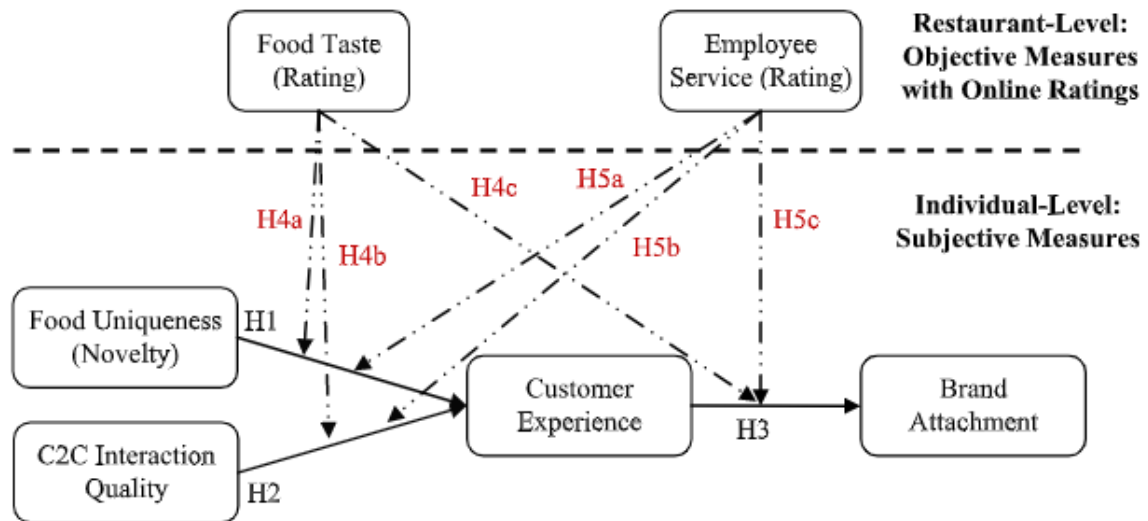 Food Taste
(Rating)
Employee
Service (Rating)
Restaurant-Level:
Objective Measures
with Online Ratings
H4a
H4b
H4c
H5a
H5b
H5c
Individual-Level:
Subjective Measures
Food Uniqueness
(Novelty)
H1
C2C Interaction
Quality
H2
Customer
Experience
H3
Brand
Attachment